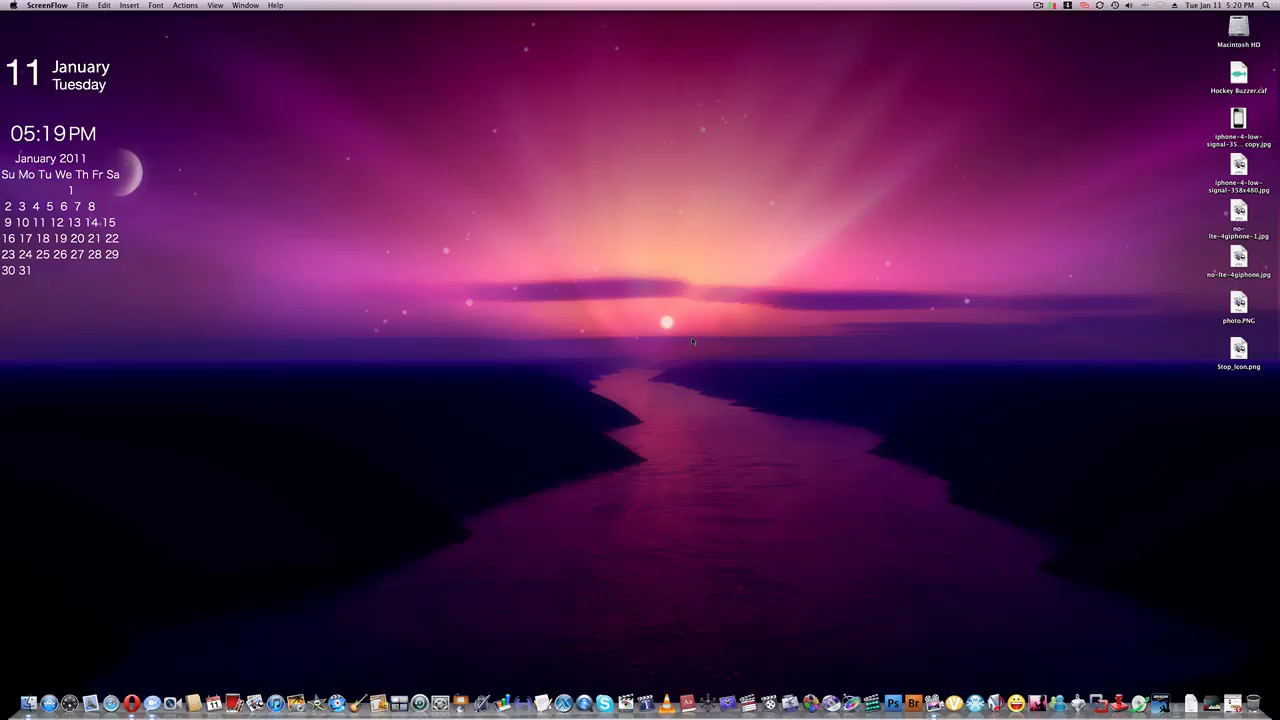 ScreenFlow File Edit Insert Font Actions View Window Help
Tue Jan 11 5:20 PM
11 January
Tuesday
05:19 PM
January 2011
Su Mo Tu We Th Fr Sa
1
2 3 4 5 6 7 8
9 10 11 12 13 14 15
16 17 18 19 20 21 22
23 24 25 26 27 28 29
30 31
Macintosh HD
Hockey Buzzer.caf
iphone-4-low-
signal-35... copy.jpg
iphone-4-low-
signal-358x480.jpg
no-
lte-4giphone-1.jpg
no-lte-4giphone.jpg
photo.PNG
Stop_Icon.png
Ps Br